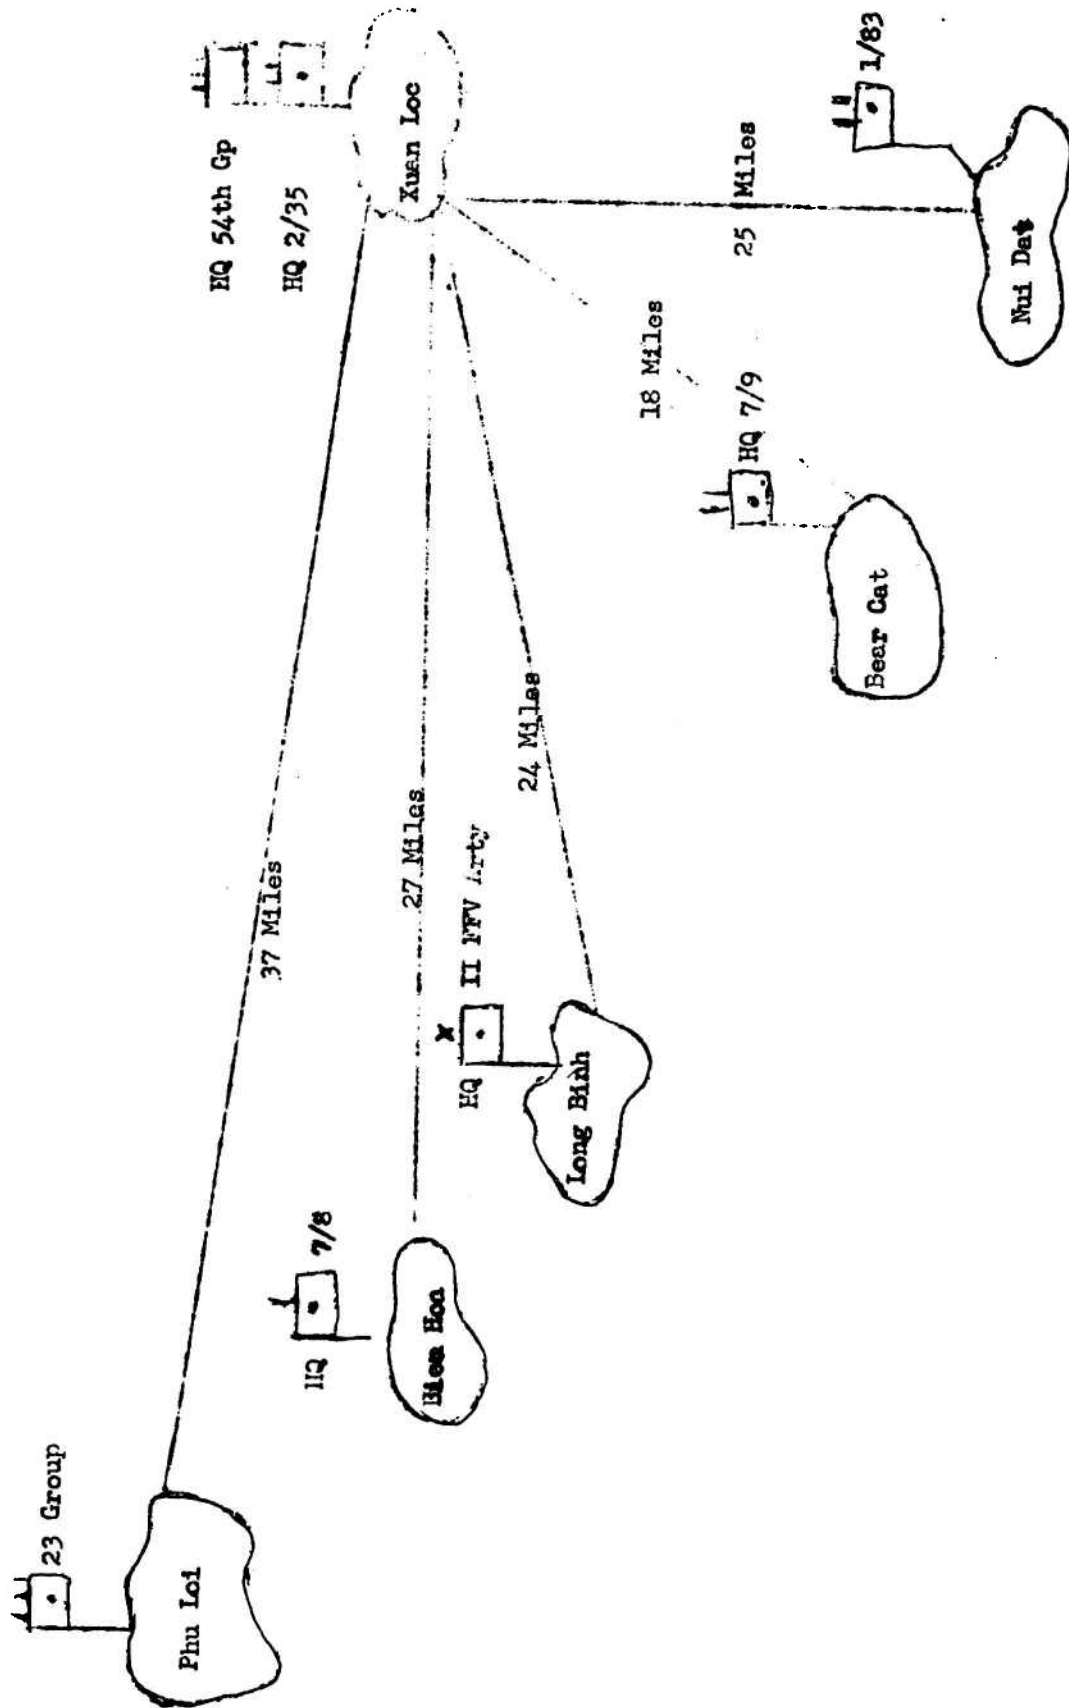 HQ 54th Gp
HQ 2/35
Xuan Loc
23 Group
Phu Loi
37 Miles
HQ 7/8
Bien Hoa
27 Miles
HQ II FFV Arty
Long Binh
24 Miles
18 Miles
HQ 7/9
Bear Cat
25 Miles
1/83
Nui Dat